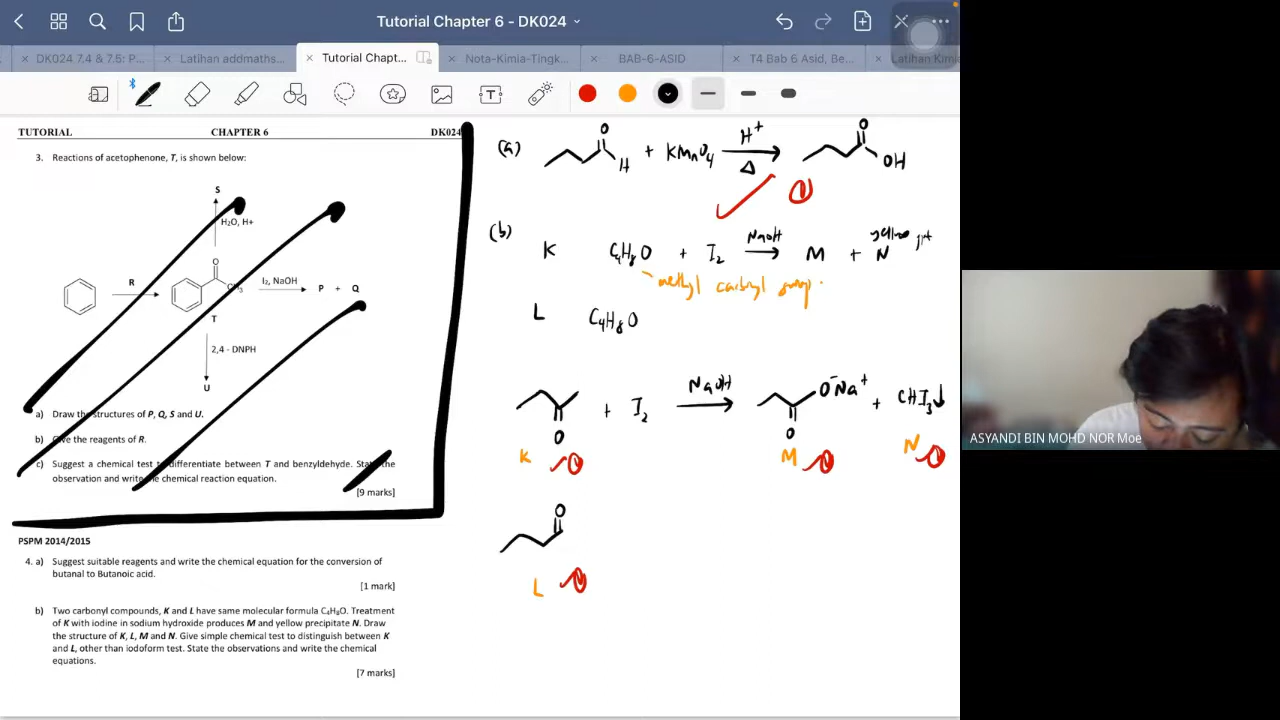 Tutorial Chapter 6 - DK024
DK024 7.4 & 7.5: P...
Latihan addmaths...
Tutorial Chapt...
Nota-Kimia-Tingk...
BAB-6-ASID
T4 Bab 6 Asid, Be...
Latihan Kimi
TUTORIAL CHAPTER 6 DK024
3. Reactions of acetophenone, T, is shown below:
S
H2O, H+
R
O
CH3
I2, NaOH
P + Q
T
2,4 - DNPH
U
a) Draw the structures of P, Q, S and U.
b) Give the reagents of R.
c) Suggest a chemical test to differentiate between T and benzyldehyde. State the
observation and write the chemical reaction equation.
[9 marks]
PSPM 2014/2015
4. a) Suggest suitable reagents and write the chemical equation for the conversion of
butanal to Butanoic acid.
[1 mark]
b) Two carbonyl compounds, K and L have same molecular formula C4H8O. Treatment
of K with iodine in sodium hydroxide produces M and yellow precipitate N. Draw
the structure of K, L, M and N. Give simple chemical test to distinguish between K
and L, other than iodoform test. State the observations and write the chemical
equations.
[7 marks]
(a) O H + KMnO4 H+ Δ O OH
1
(b) K C4H8O + I2 NaOH M + N yellow ppt
methyl carbonyl group
L C4H8O
O + I2 NaOH O O-Na+ + CHI3↓
K 1 M 1 N 1
O
L 1
ASYANDI BIN MOHD NOR Moe